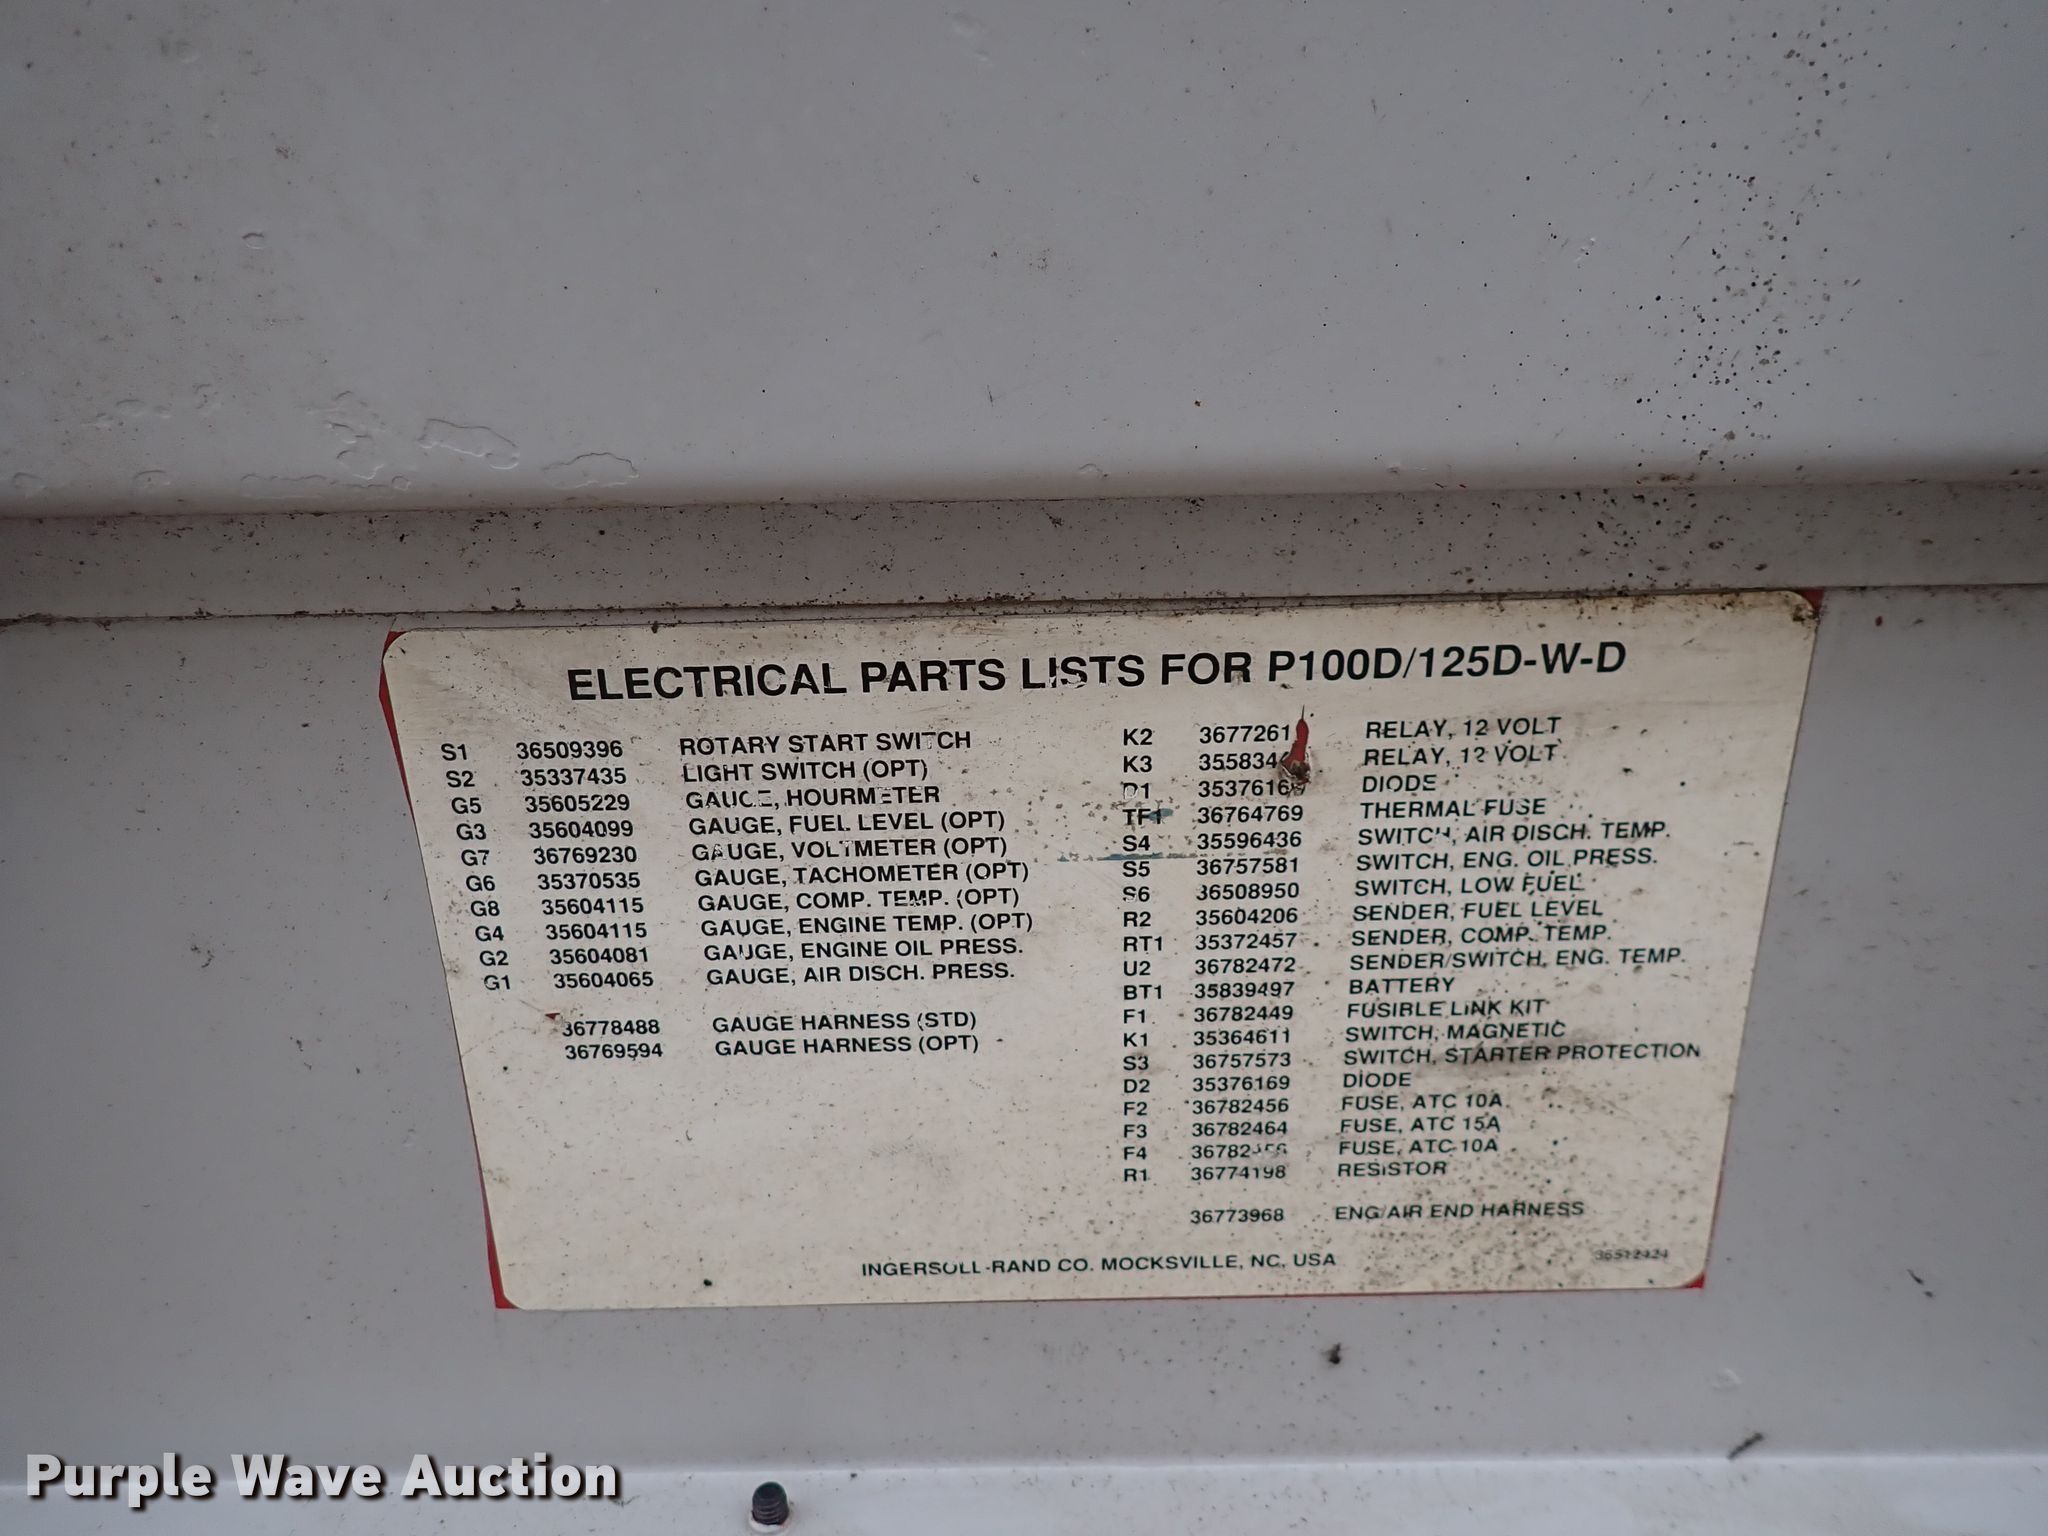 ELECTRICAL PARTS LISTS FOR P100D/125D-W-D
S1 36509396 ROTARY START SWITCH
S2 35337435 LIGHT SWITCH (OPT)
G5 35605229 GAUGE, HOURMETER
G3 35604099 GAUGE, FUEL LEVEL (OPT)
G7 36769230 GAUGE, VOLTMETER (OPT)
G6 35370535 GAUGE, TACHOMETER (OPT)
G8 35604115 GAUGE, COMP. TEMP. (OPT)
G4 35604115 GAUGE, ENGINE TEMP. (OPT)
G2 35604081 GAUGE, ENGINE OIL PRESS.
G1 35604065 GAUGE, AIR DISCH. PRESS.
36778488 GAUGE HARNESS (STD)
36769594 GAUGE HARNESS (OPT)
K2 RELAY, 12 VOLT
K3 RELAY, 12 VOLT
D1 35376169 DIODE
TF1 36764769 THERMAL FUSE
S4 35596436 SWITCH, AIR DISCH. TEMP.
S5 36757581 SWITCH, ENG. OIL PRESS.
S6 36508950 SWITCH, LOW FUEL
R2 35604206 SENDER, FUEL LEVEL
RT1 35372457 SENDER, COMP. TEMP.
U2 36782472 SENDER/SWITCH, ENG. TEMP.
BT1 35839497 BATTERY
F1 36782449 FUSIBLE LINK KIT
K1 35364611 SWITCH, MAGNETIC
S3 36757573 SWITCH, STARTER PROTECTION
D2 35376169 DIODE
F2 36782456 FUSE, ATC 10A
F3 36782464 FUSE, ATC 15A
F4 FUSE, ATC 10A
R1 36774198 RESISTOR
36773968 ENG/AIR END HARNESS
INGERSOLL-RAND CO. MOCKSVILLE, NC, USA
Purple Wave Auction